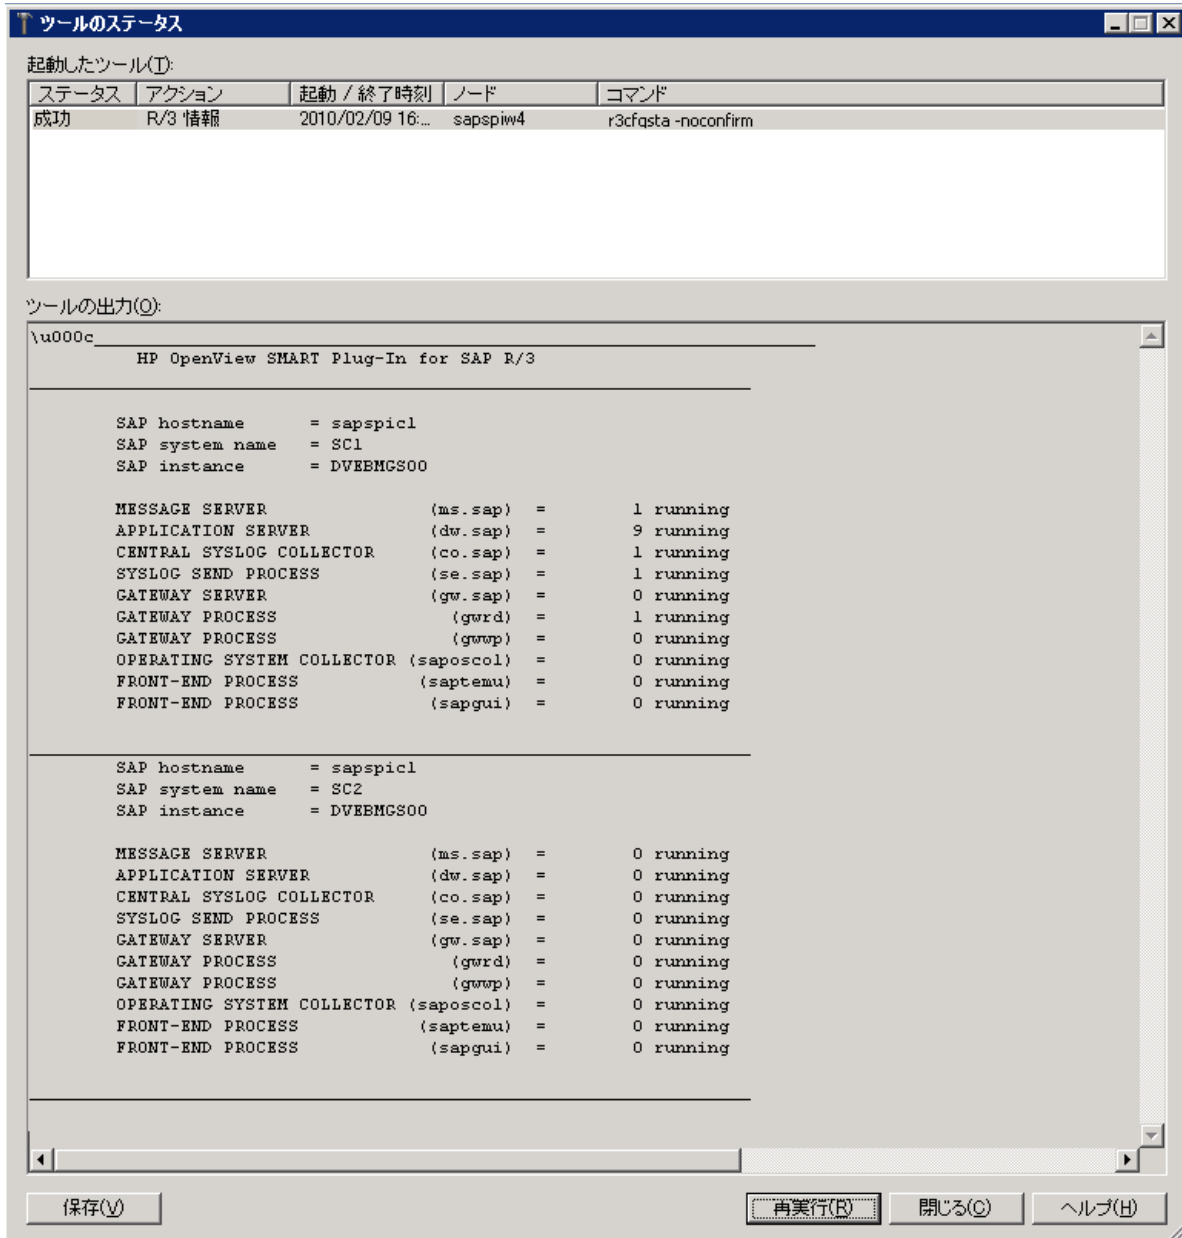 ツールのステータス
起動したツール(T):
ステータス アクション 起動 / 終了時刻 ノード コマンド
成功 R/3 情報 2010/02/09 16:... sapspiw4 r3cfqsta -noconfirm
ツールの出力(O):
\u000c
HP OpenView SMART Plug-In for SAP R/3
SAP hostname = sapspicl
SAP system name = SC1
SAP instance = DVEBMGS00
MESSAGE SERVER (ms.sap) = 1 running
APPLICATION SERVER (dw.sap) = 9 running
CENTRAL SYSLOG COLLECTOR (co.sap) = 1 running
SYSLOG SEND PROCESS (se.sap) = 1 running
GATEWAY SERVER (gw.sap) = 0 running
GATEWAY PROCESS (gwrd) = 1 running
GATEWAY PROCESS (gwwp) = 0 running
OPERATING SYSTEM COLLECTOR (saposcol) = 0 running
FRONT-END PROCESS (saptemu) = 0 running
FRONT-END PROCESS (sapgui) = 0 running
SAP hostname = sapspicl
SAP system name = SC2
SAP instance = DVEBMGS00
MESSAGE SERVER (ms.sap) = 0 running
APPLICATION SERVER (dw.sap) = 0 running
CENTRAL SYSLOG COLLECTOR (co.sap) = 0 running
SYSLOG SEND PROCESS (se.sap) = 0 running
GATEWAY SERVER (gw.sap) = 0 running
GATEWAY PROCESS (gwrd) = 0 running
GATEWAY PROCESS (gwwp) = 0 running
OPERATING SYSTEM COLLECTOR (saposcol) = 0 running
FRONT-END PROCESS (saptemu) = 0 running
FRONT-END PROCESS (sapgui) = 0 running
保存(V) 再実行(R) 閉じる(C) ヘルプ(H)